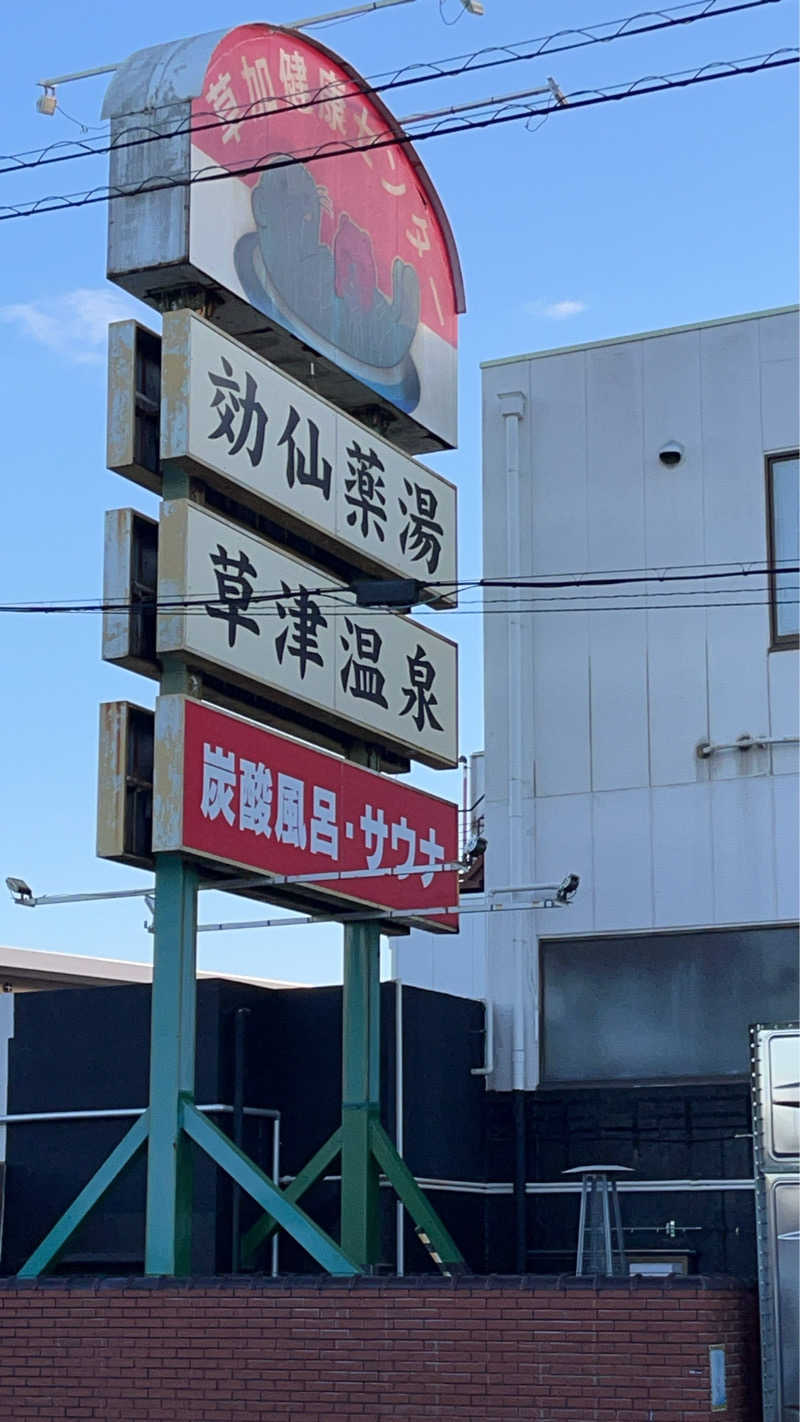 草加健康センター
効仙薬湯
草津温泉
炭酸風呂・サウナ